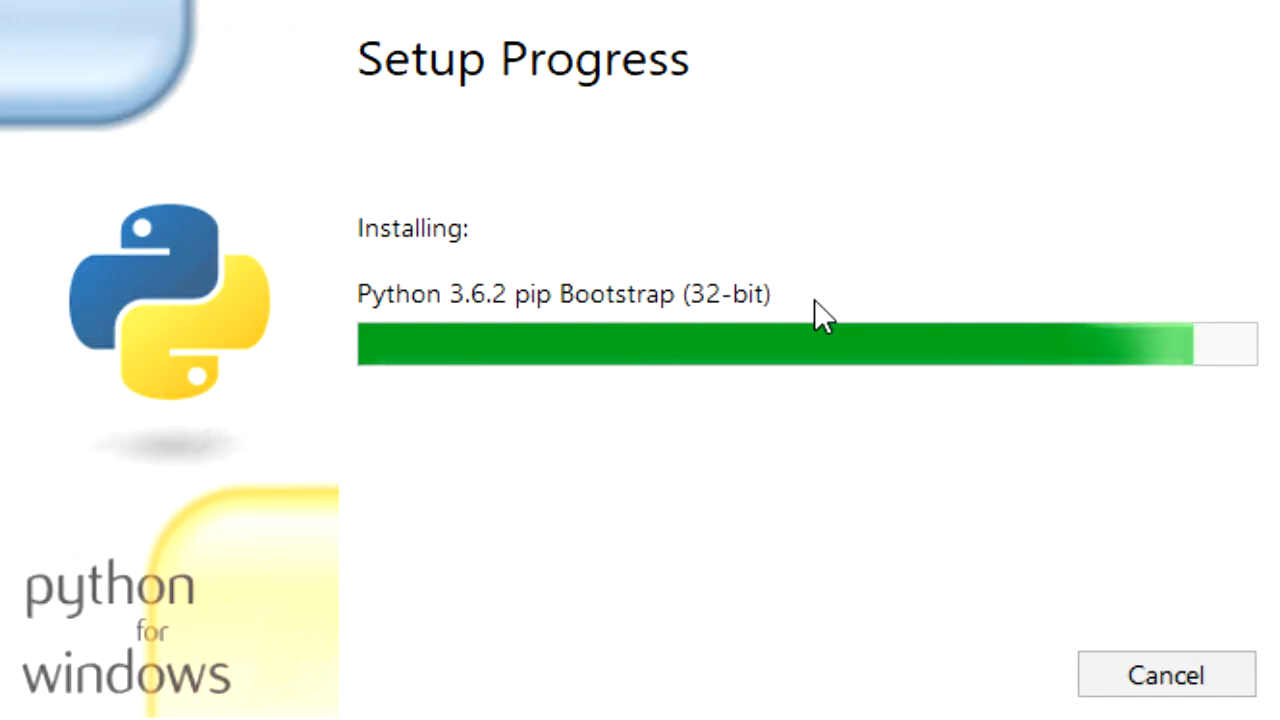 Setup Progress
Installing:
Python 3.6.2 pip Bootstrap (32-bit)
python
for
windows
Cancel